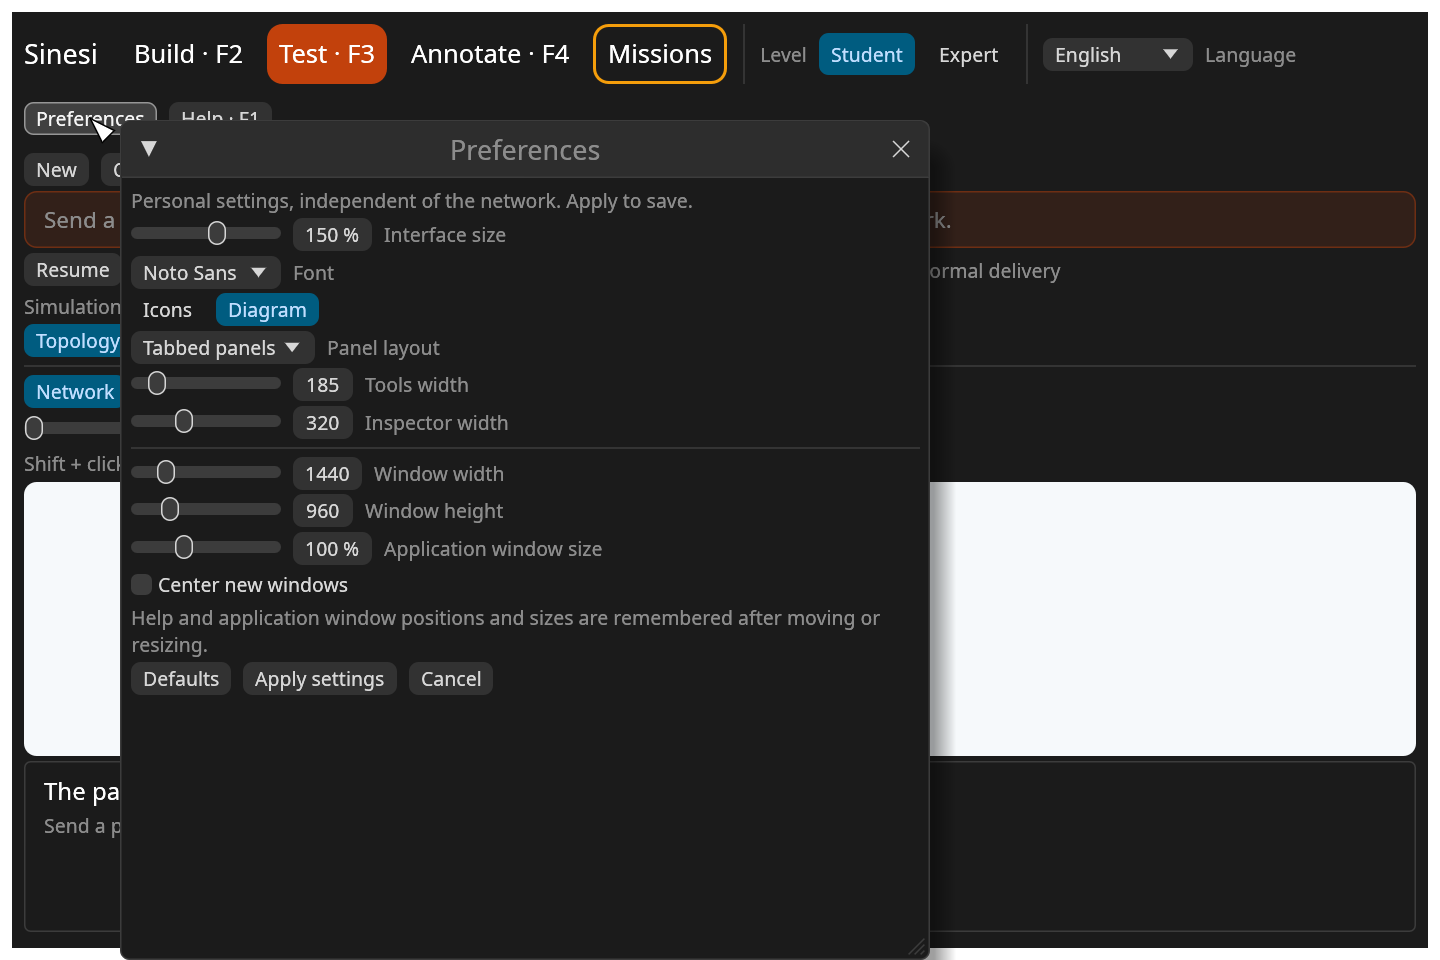 Sinesi Build · F2 Test · F3 Annotate · F4 Missions Level Student Expert English Language
Preferences Help · F1
Preferences
New
Personal settings, independent of the network. Apply to save.
Send a
150 % Interface size
Resume Noto Sans Font
Simulation Icons Diagram
Topology Tabbed panels Panel layout
Network 185 Tools width
320 Inspector width
Shift + click 1440 Window width
960 Window height
100 % Application window size
Center new windows
Help and application window positions and sizes are remembered after moving or
resizing.
Defaults Apply settings Cancel
The pa
Send a p